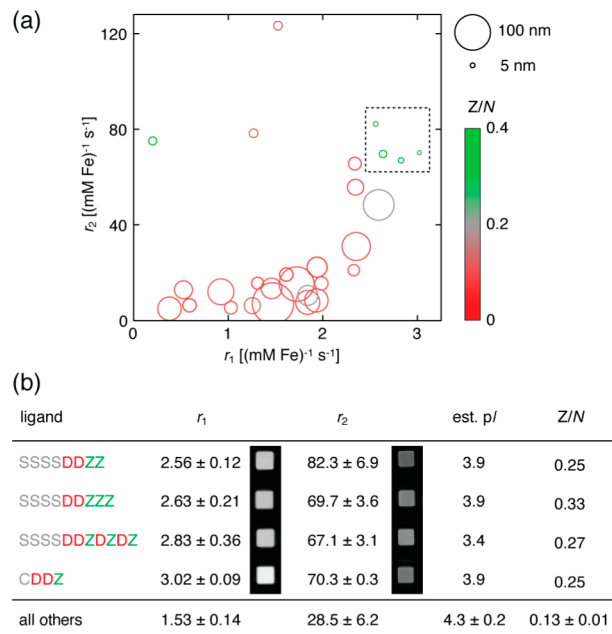 (a)
120
80
40
0
r2 [(mM Fe)-1 s-1]
0 1 2 3
r1 [(mM Fe)-1 s-1]
100 nm
5 nm
Z/N
0.4
0.2
0
(b)
ligand r1 r2 est. pI Z/N
SSSSDDZZ 2.56 ± 0.12 82.3 ± 6.9 3.9 0.25
SSSSDDZZZ 2.63 ± 0.21 69.7 ± 3.6 3.9 0.33
SSSSDDZDZDZ 2.83 ± 0.36 67.1 ± 3.1 3.4 0.27
CDDZ 3.02 ± 0.09 70.3 ± 0.3 3.9 0.25
all others 1.53 ± 0.14 28.5 ± 6.2 4.3 ± 0.2 0.13 ± 0.01